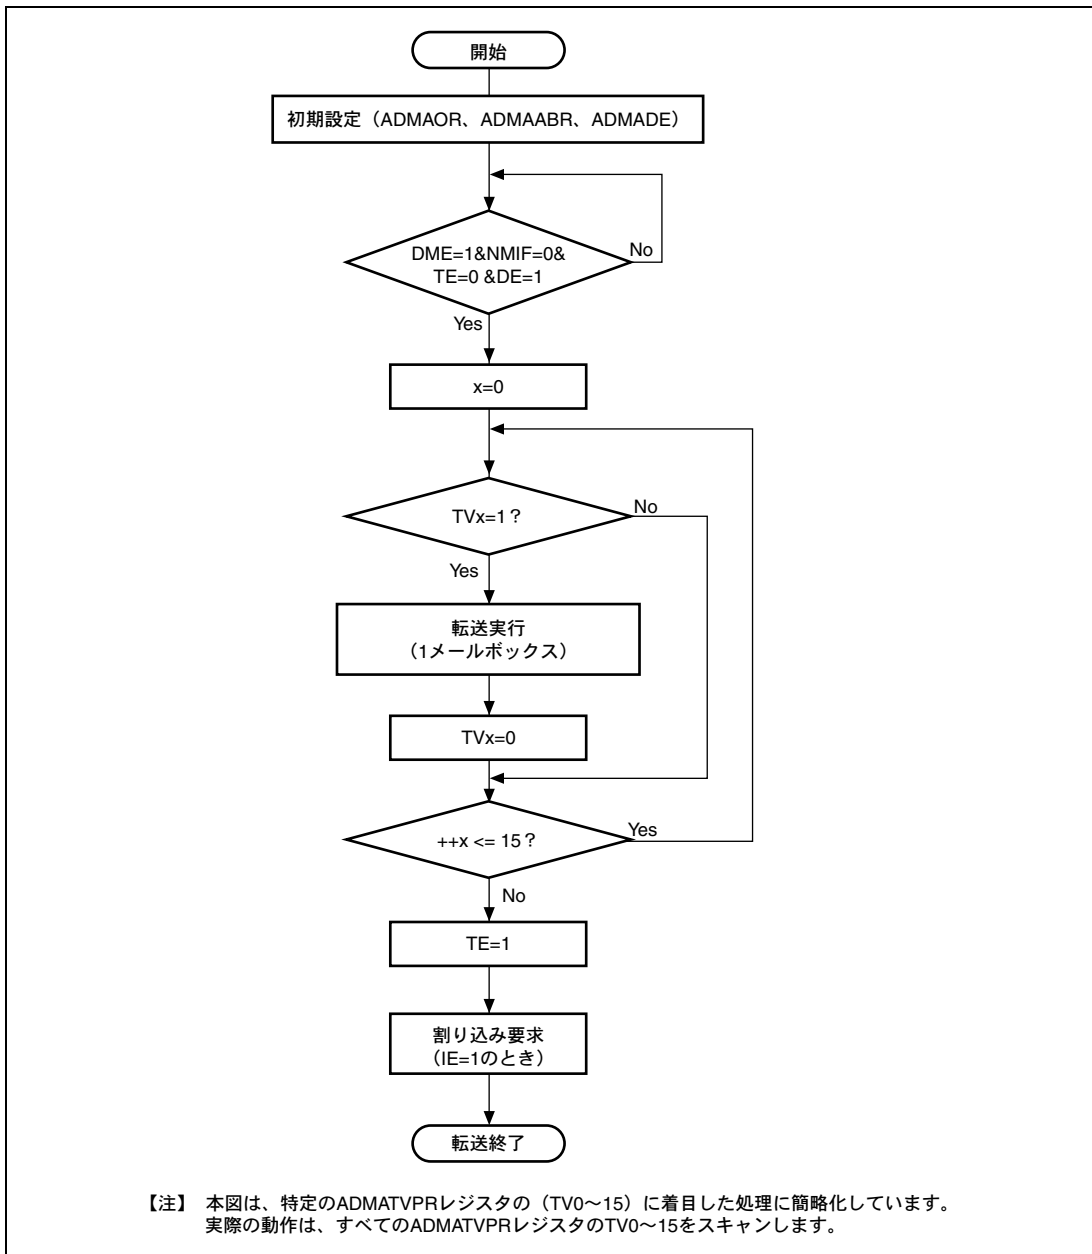 開始
初期設定（ADMAOR、ADMAABR、ADMADE）
DME=1&NMIF=0&
TE=0 &DE=1
No
Yes
x=0
TVx=1？
No
Yes
転送実行
（1メールボックス）
TVx=0
++x <= 15？
Yes
No
TE=1
割り込み要求
（IE=1のとき）
転送終了
【注】 本図は、特定のADMATVPRレジスタの（TV0～15）に着目した処理に簡略化しています。
実際の動作は、すべてのADMATVPRレジスタのTV0～15をスキャンします。